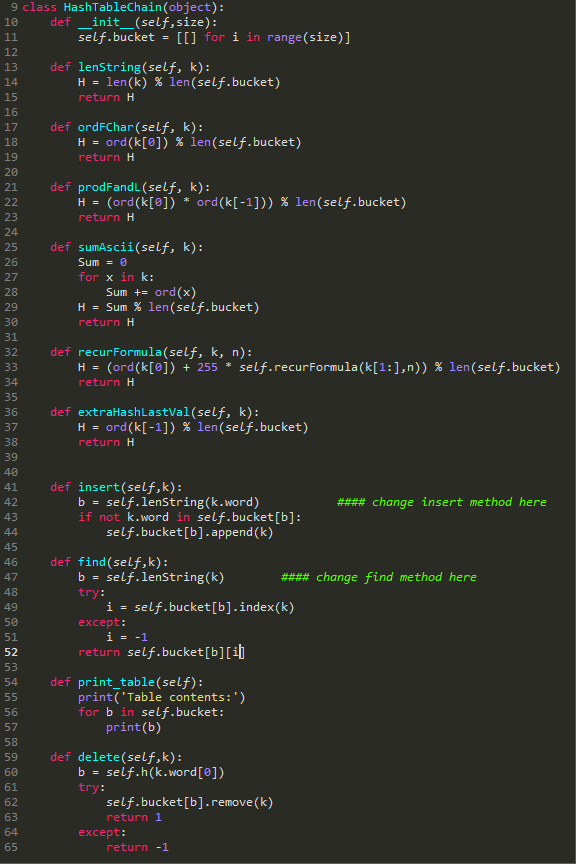 9 class HashTableChain(object):
10     def __init__(self,size):
11         self.bucket = [[] for i in range(size)]
12
13     def lenString(self, k):
14         H = len(k) % len(self.bucket)
15         return H
16
17     def ordFChar(self, k):
18         H = ord(k[0]) % len(self.bucket)
19         return H
20
21     def prodFandL(self, k):
22         H = (ord(k[0]) * ord(k[-1])) % len(self.bucket)
23         return H
24
25     def sumAscii(self, k):
26         Sum = 0
27         for x in k:
28             Sum += ord(x)
29         H = Sum % len(self.bucket)
30         return H
31
32     def recurFormula(self, k, n):
33         H = (ord(k[0]) + 255 * self.recurFormula(k[1:],n)) % len(self.bucket)
34         return H
35
36     def extraHashLastVal(self, k):
37         H = ord(k[-1]) % len(self.bucket)
38         return H
39
40
41     def insert(self,k):
42         b = self.lenString(k.word)           #### change insert method here
43         if not k.word in self.bucket[b]:
44             self.bucket[b].append(k)
45
46     def find(self,k):
47         b = self.lenString(k)        #### change find method here
48         try:
49             i = self.bucket[b].index(k)
50         except:
51             i = -1
52         return self.bucket[b][i]
53
54     def print_table(self):
55         print('Table contents:')
56         for b in self.bucket:
57             print(b)
58
59     def delete(self,k):
60         b = self.h(k.word[0])
61         try:
62             self.bucket[b].remove(k)
63             return 1
64         except:
65             return -1